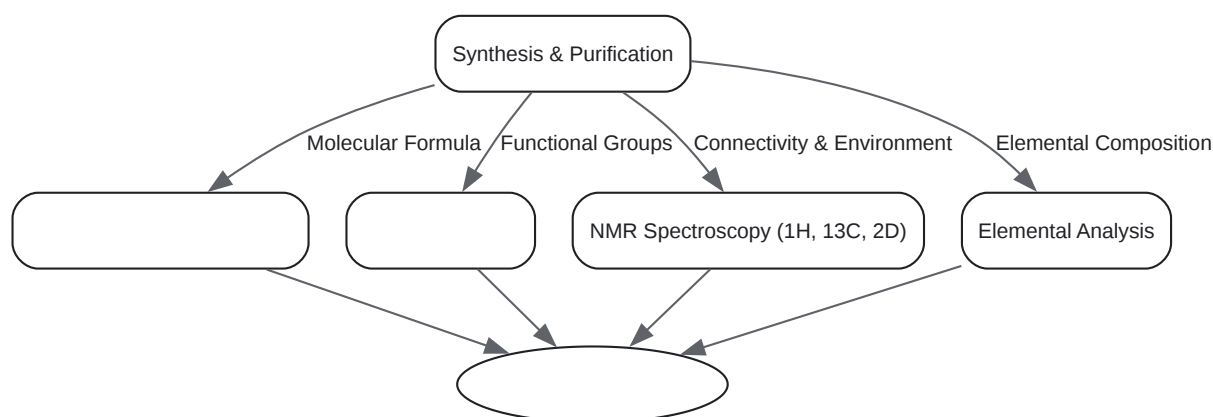 Synthesis & Purification
Molecular Formula
Functional Groups
Connectivity & Environment
Elemental Composition
NMR Spectroscopy (1H, 13C, 2D)
Elemental Analysis